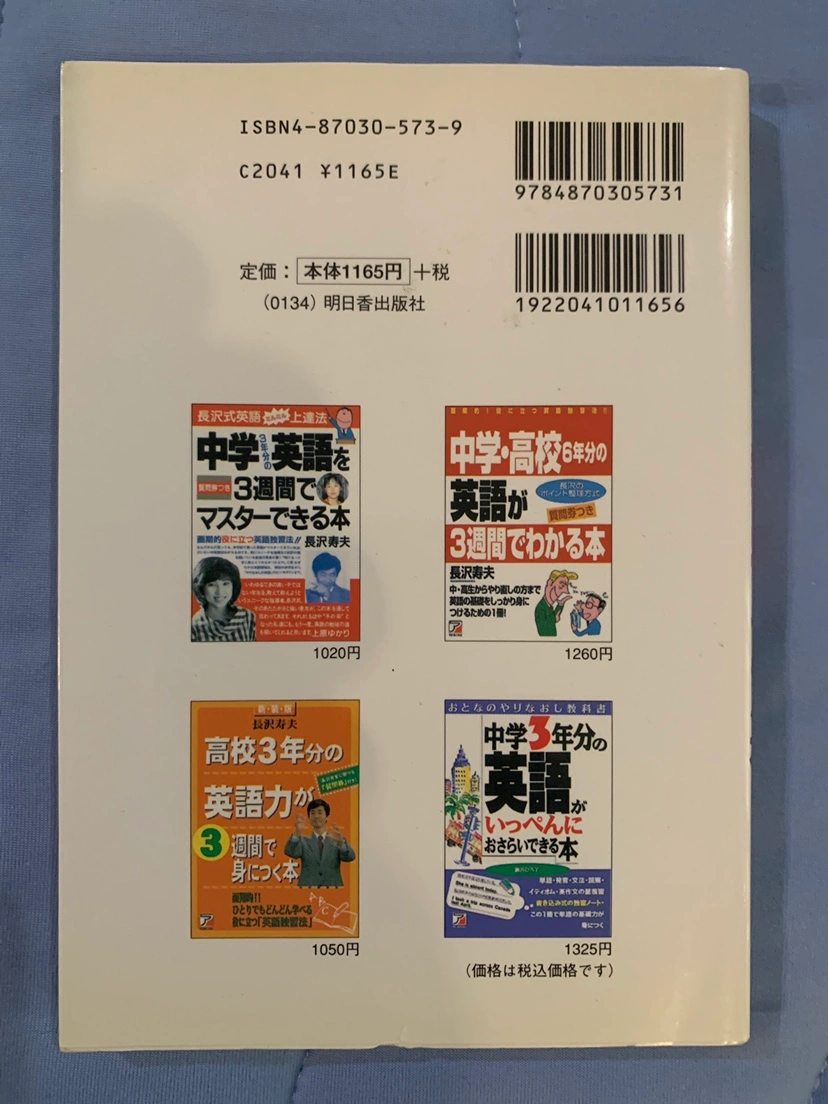 ISBN4-87030-573-9
C2041 ¥1165E
9784870305731
定価：本体1165円＋税
（0134）明日香出版社
1922041011656
長沢式英語 上達法
中学3年分の英語を
質問券つき 3週間で
マスターできる本
画期的役に立つ英語独習法!!
長沢寿夫
上原ゆかり
1020円
中学・高校6年分の
英語が
長沢の
ポイント整理方式
質問券つき
3週間でわかる本
長沢寿夫
中・高生からやり直しの方まで
英語の基礎をしっかり身に
つけるための1冊！
1260円
新・装・版
長沢寿夫
高校3年分の
英語力が
3週間で
身につく本
画期的!!
ひとりでもどんどん学べる
役に立つ「英語独習法」
1050円
おとなのやりなおし教科書
中学3年分の
英語が
いっぺんに
おさらいできる本
単語・発音・文法・読解・
イディオム・英作文の総復習
She is absent today.
I took a trip across Canada
last April.
書き込み式の独習ノート・
この1冊で単語の基礎力が
身につく
1325円
（価格は税込価格です）